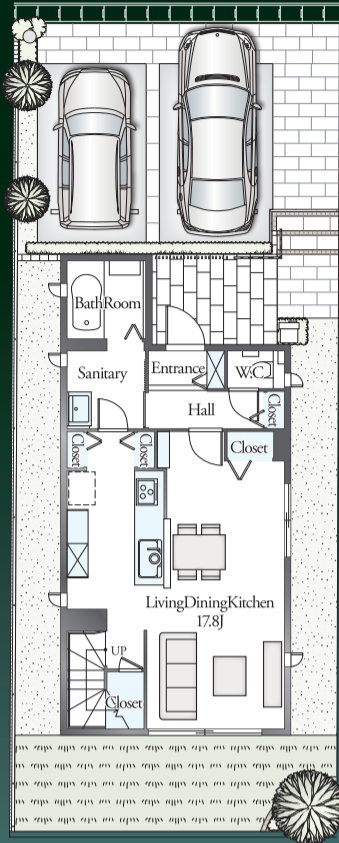 BathRoom
Sanitary
Entrance
W.C.
Hall
Closet
Closet
Closet
Closet
LivingDiningKitchen
17.8J
UP
Closet